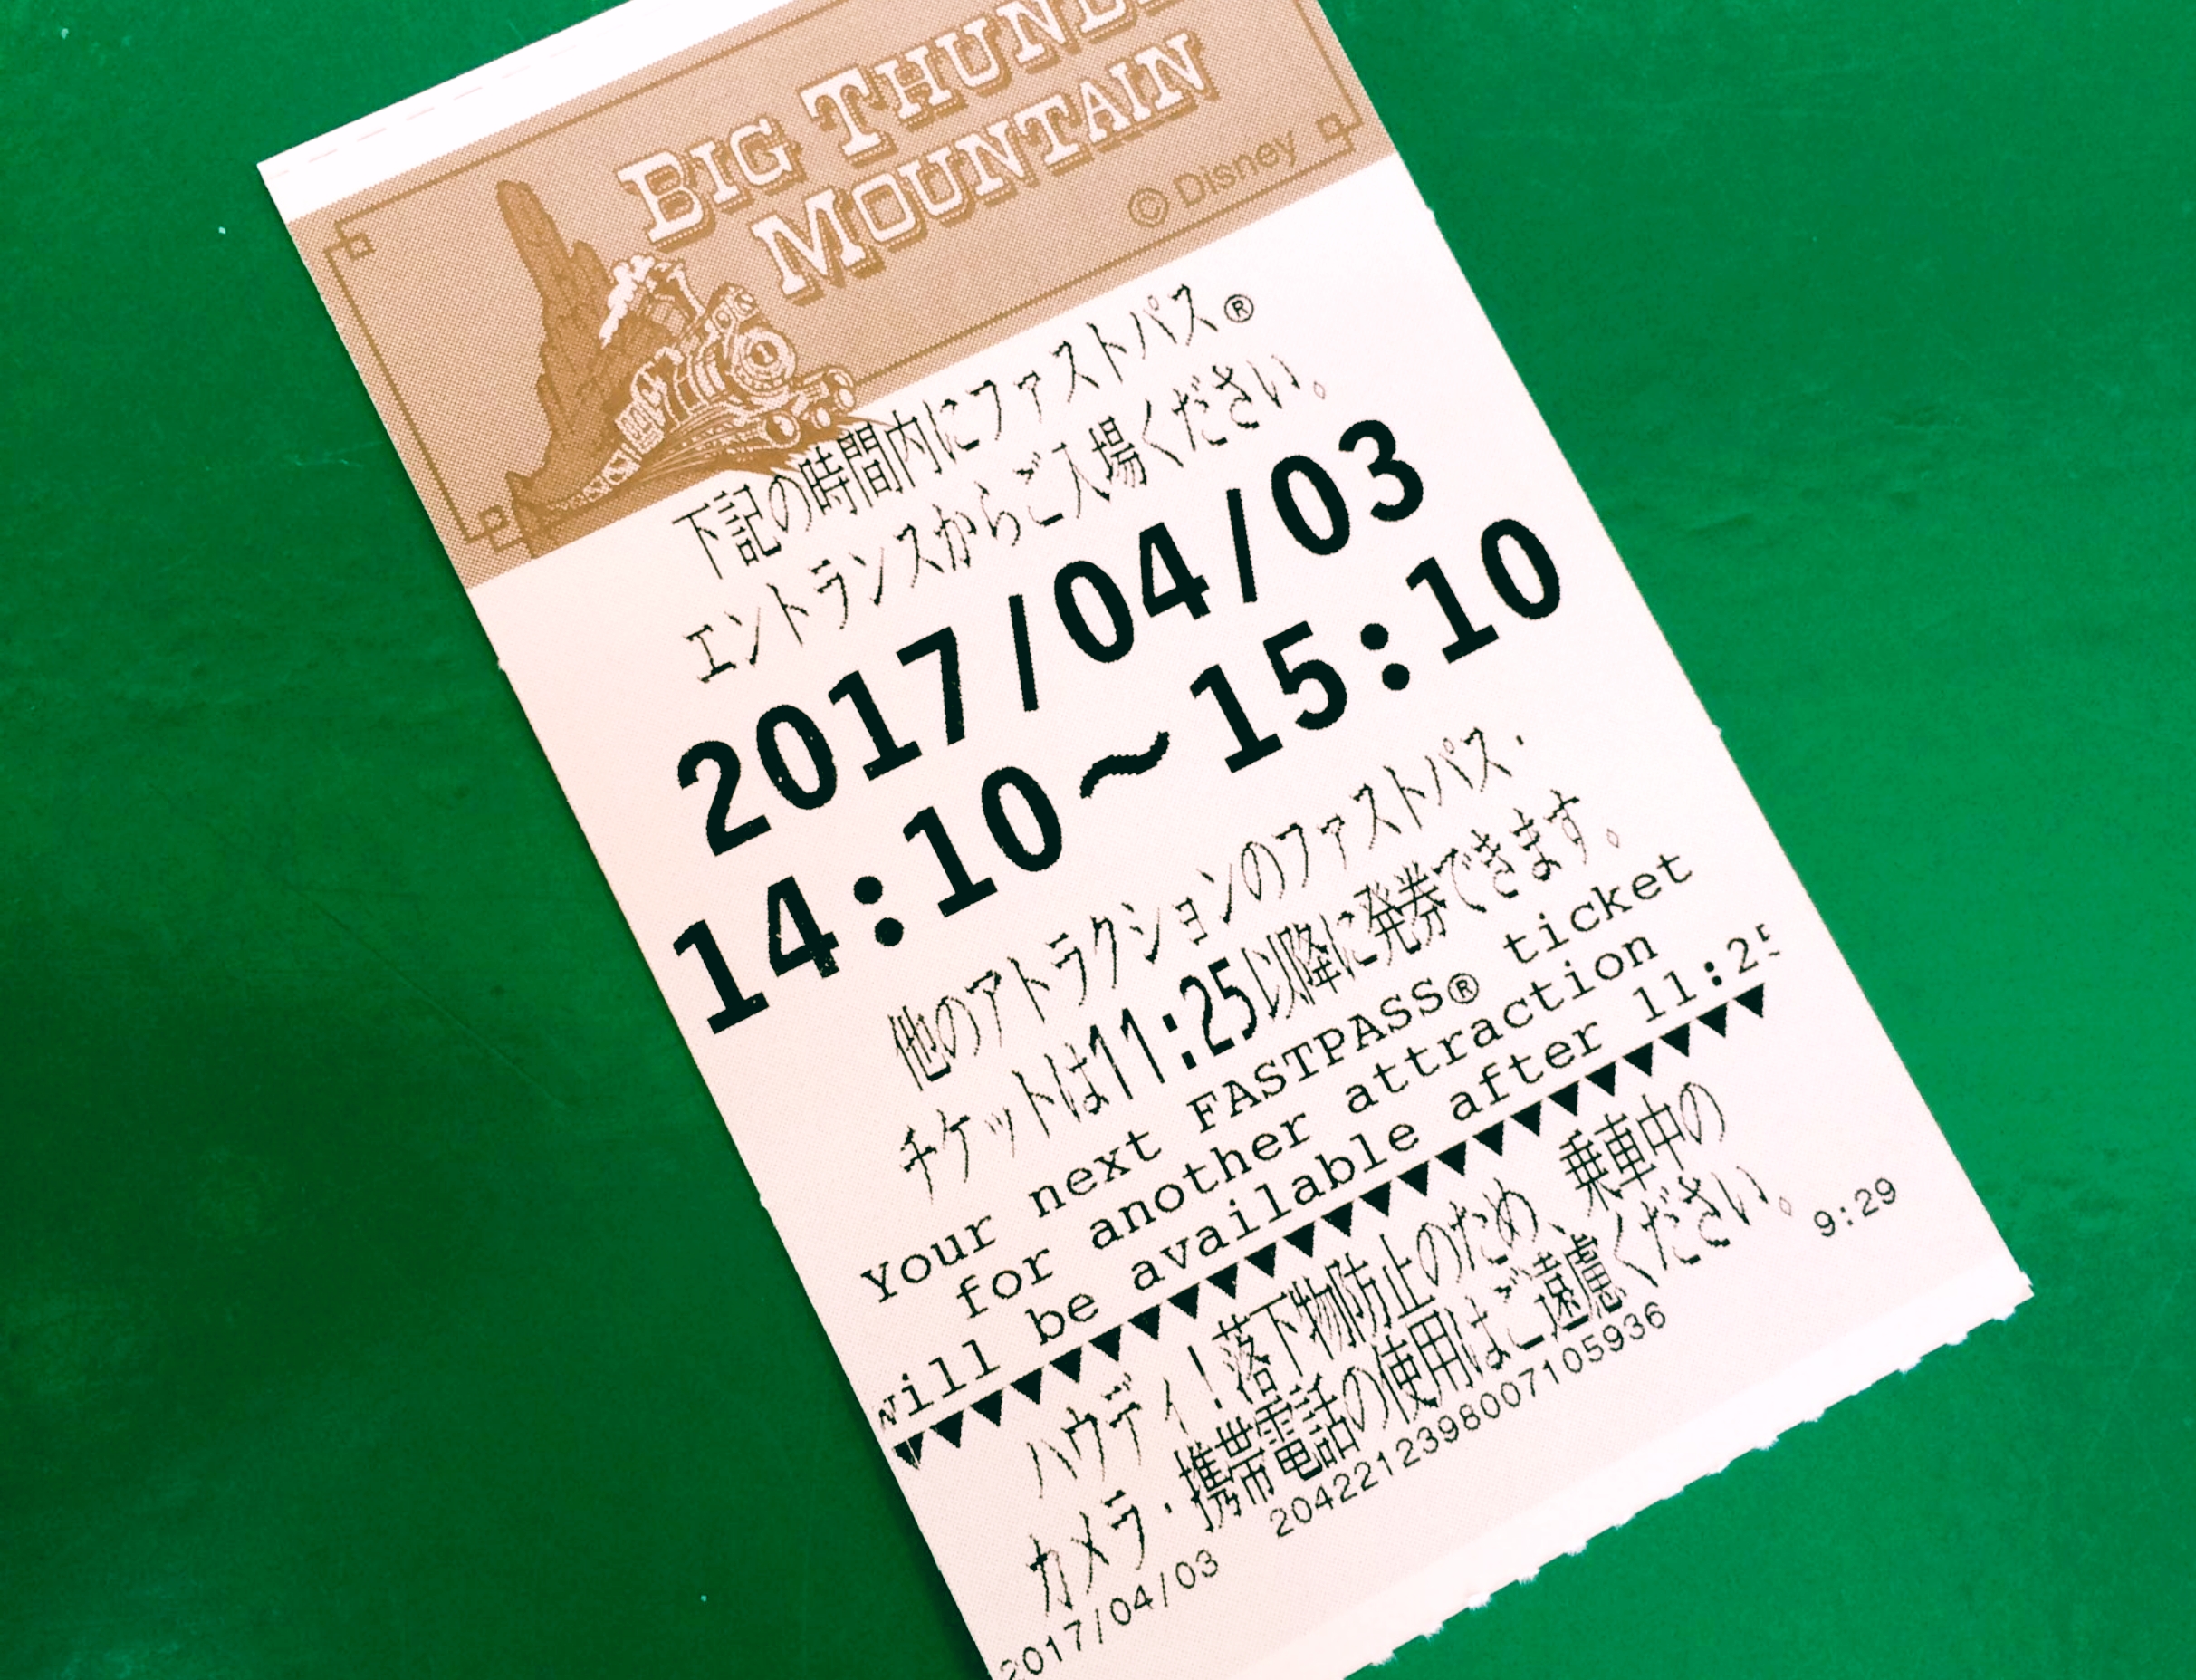 BIG THUNDE
MOUNTAIN
© Disney
下記の時間内にファストパス®
エントランスからご入場ください。
2017/04/03
14:10～15:10
他のアトラクションのファストパス・
チケットは11:25以降に発券できます。
Your next FASTPASS® ticket
for another attraction
will be available after 11:25
▼▼▼▼▼▼▼▼▼▼▼▼▼▼▼▼▼▼▼▼▼▼
ハウディ！落下物防止のため、乗車中の
カメラ・携帯電話の使用はご遠慮ください。
2017/04/03 20422123980071059​36 9:29